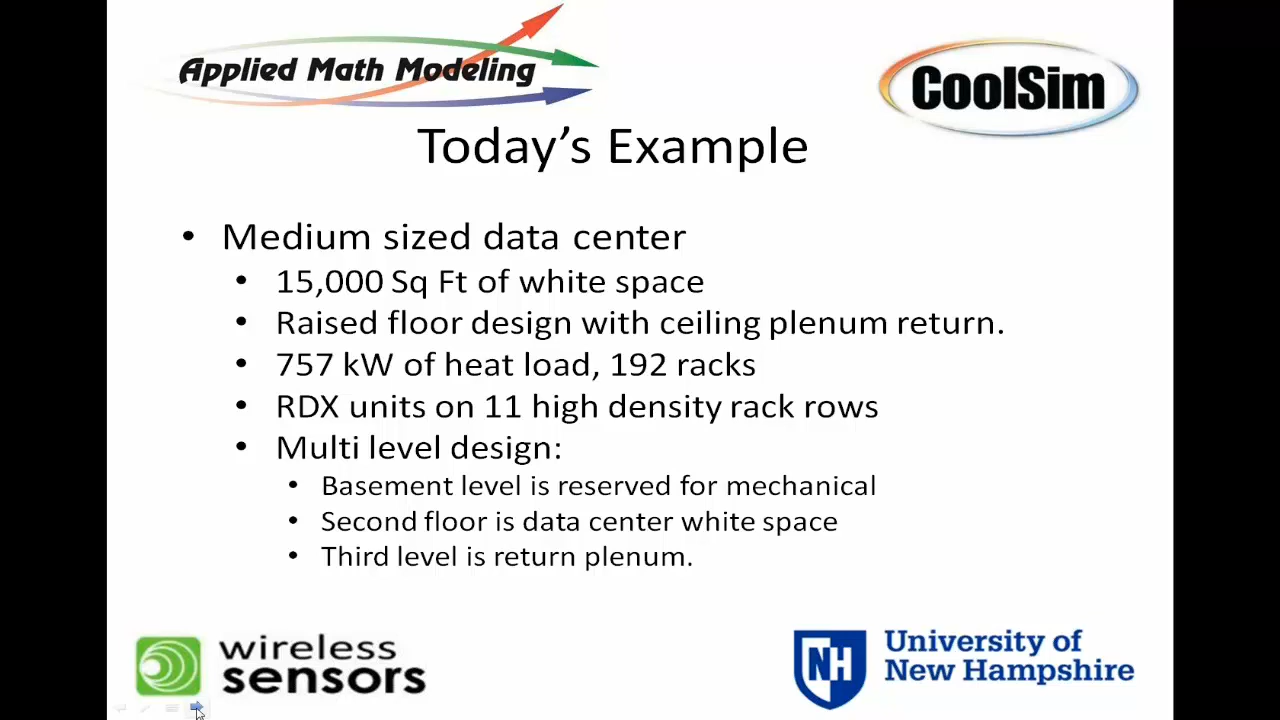 Applied Math Modeling
CoolSim
Today's Example
• Medium sized data center
• 15,000 Sq Ft of white space
• Raised floor design with ceiling plenum return.
• 757 kW of heat load, 192 racks
• RDX units on 11 high density rack rows
• Multi level design:
• Basement level is reserved for mechanical
• Second floor is data center white space
• Third level is return plenum.
wireless
sensors
NH
University of
New Hampshire